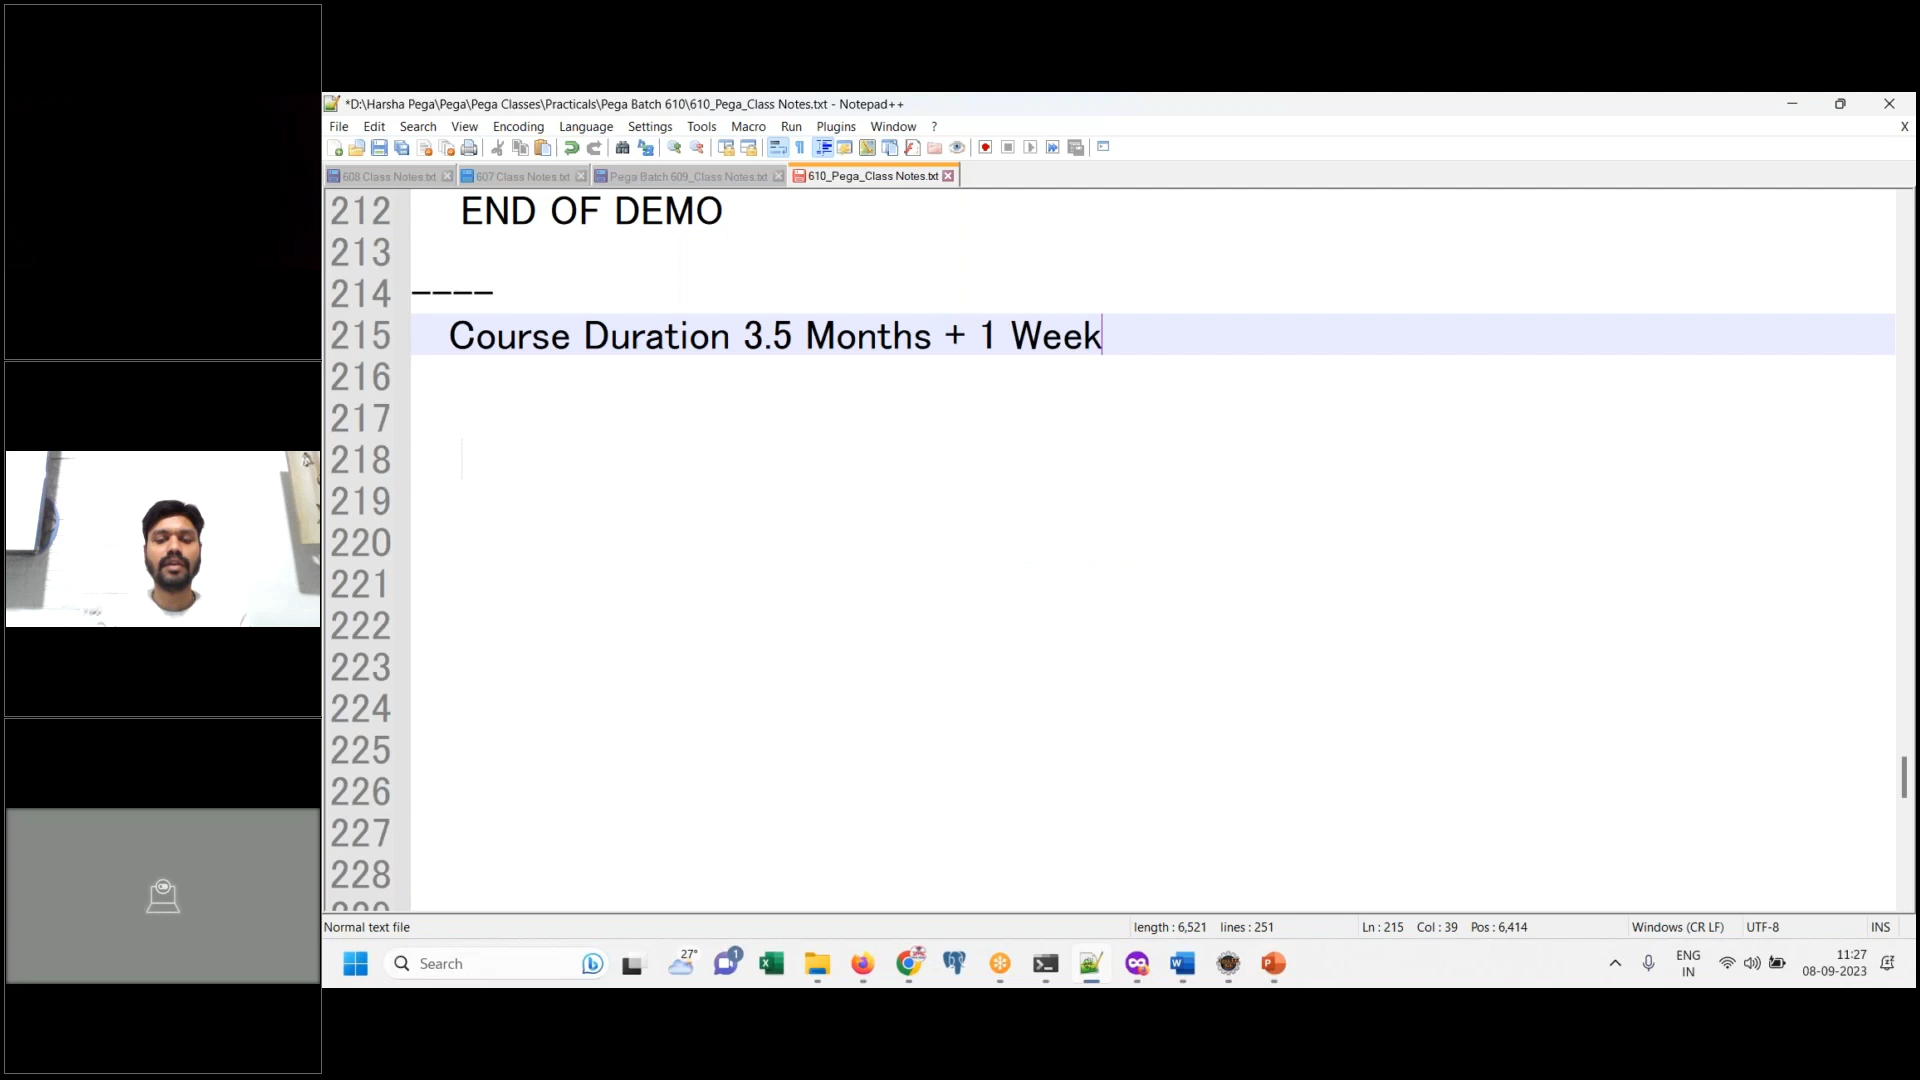 *D:\Harsha Pega\Pega\Pega Classes\Practicals\Pega Batch 610\610_Pega_Class Notes.txt - Notepad++
File Edit Search View Encoding Language Settings Tools Macro Run Plugins Window ?
X
608 Class Notes.txt
607 Class Notes.txt
Pega Batch 609_Class Notes.txt
610_Pega_Class Notes.txt
212 END OF DEMO
213
214 ----
215 Course Duration 3.5 Months + 1 Week
216
217
218
219
220
221
222
223
224
225
226
227
228
229
Normal text file length : 6,521 lines : 251 Ln : 215 Col : 39 Pos : 6,414 Windows (CR LF) UTF-8 INS
Search
27°
1
ENG
IN
11:27
08-09-2023